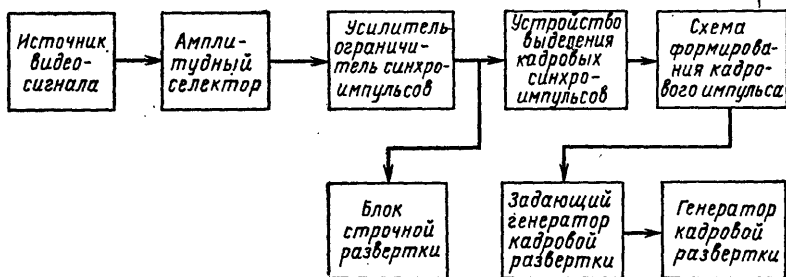 Источник
видео-
сигнала
Ампли-
тудный
селектор
Усилитель-
ограничи-
тель синхро-
импульсов
Устройство
выделения
кадровых
синхро-
импульсов
Схема
формирова-
ния кадро-
вого импульса
Блок
строчной
развертки
Задающий
генератор
кадровой
развертки
Генератор
кадровой
развертки